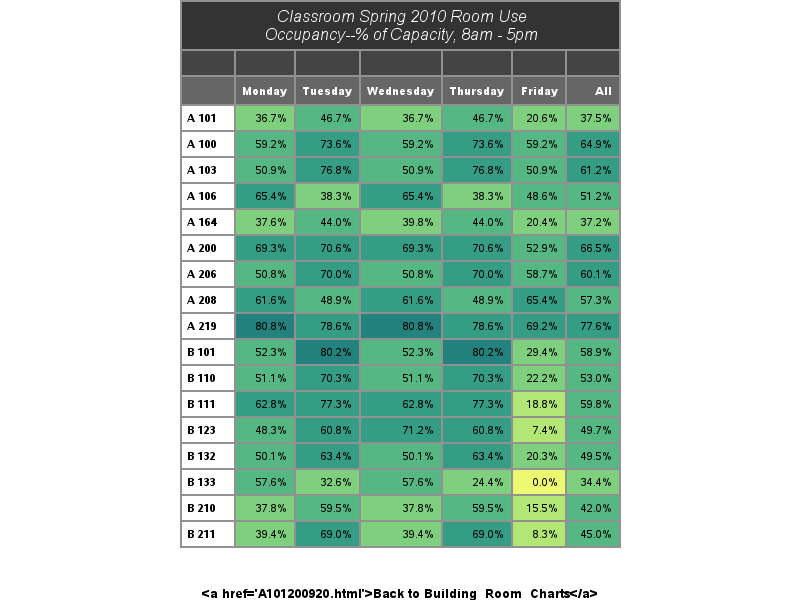 Classroom Spring 2010 Room Use
Occupancy--% of Capacity, 8am - 5pm
Monday Tuesday Wednesday Thursday Friday All
A 101 36.7% 46.7% 36.7% 46.7% 20.6% 37.5%
A 100 59.2% 73.6% 59.2% 73.6% 59.2% 64.9%
A 103 50.9% 76.8% 50.9% 76.8% 50.9% 61.2%
A 106 65.4% 38.3% 65.4% 38.3% 48.6% 51.2%
A 164 37.6% 44.0% 39.8% 44.0% 20.4% 37.2%
A 200 69.3% 70.6% 69.3% 70.6% 52.9% 66.5%
A 206 50.8% 70.0% 50.8% 70.0% 58.7% 60.1%
A 208 61.6% 48.9% 61.6% 48.9% 65.4% 57.3%
A 219 80.8% 78.6% 80.8% 78.6% 69.2% 77.6%
B 101 52.3% 80.2% 52.3% 80.2% 29.4% 58.9%
B 110 51.1% 70.3% 51.1% 70.3% 22.2% 53.0%
B 111 62.8% 77.3% 62.8% 77.3% 18.8% 59.8%
B 123 48.3% 60.8% 71.2% 60.8% 7.4% 49.7%
B 132 50.1% 63.4% 50.1% 63.4% 20.3% 49.5%
B 133 57.6% 32.6% 57.6% 24.4% 0.0% 34.4%
B 210 37.8% 59.5% 37.8% 59.5% 15.5% 42.0%
B 211 39.4% 69.0% 39.4% 69.0% 8.3% 45.0%
<a href='A101200920.html'>Back to Building_Room_Charts</a>